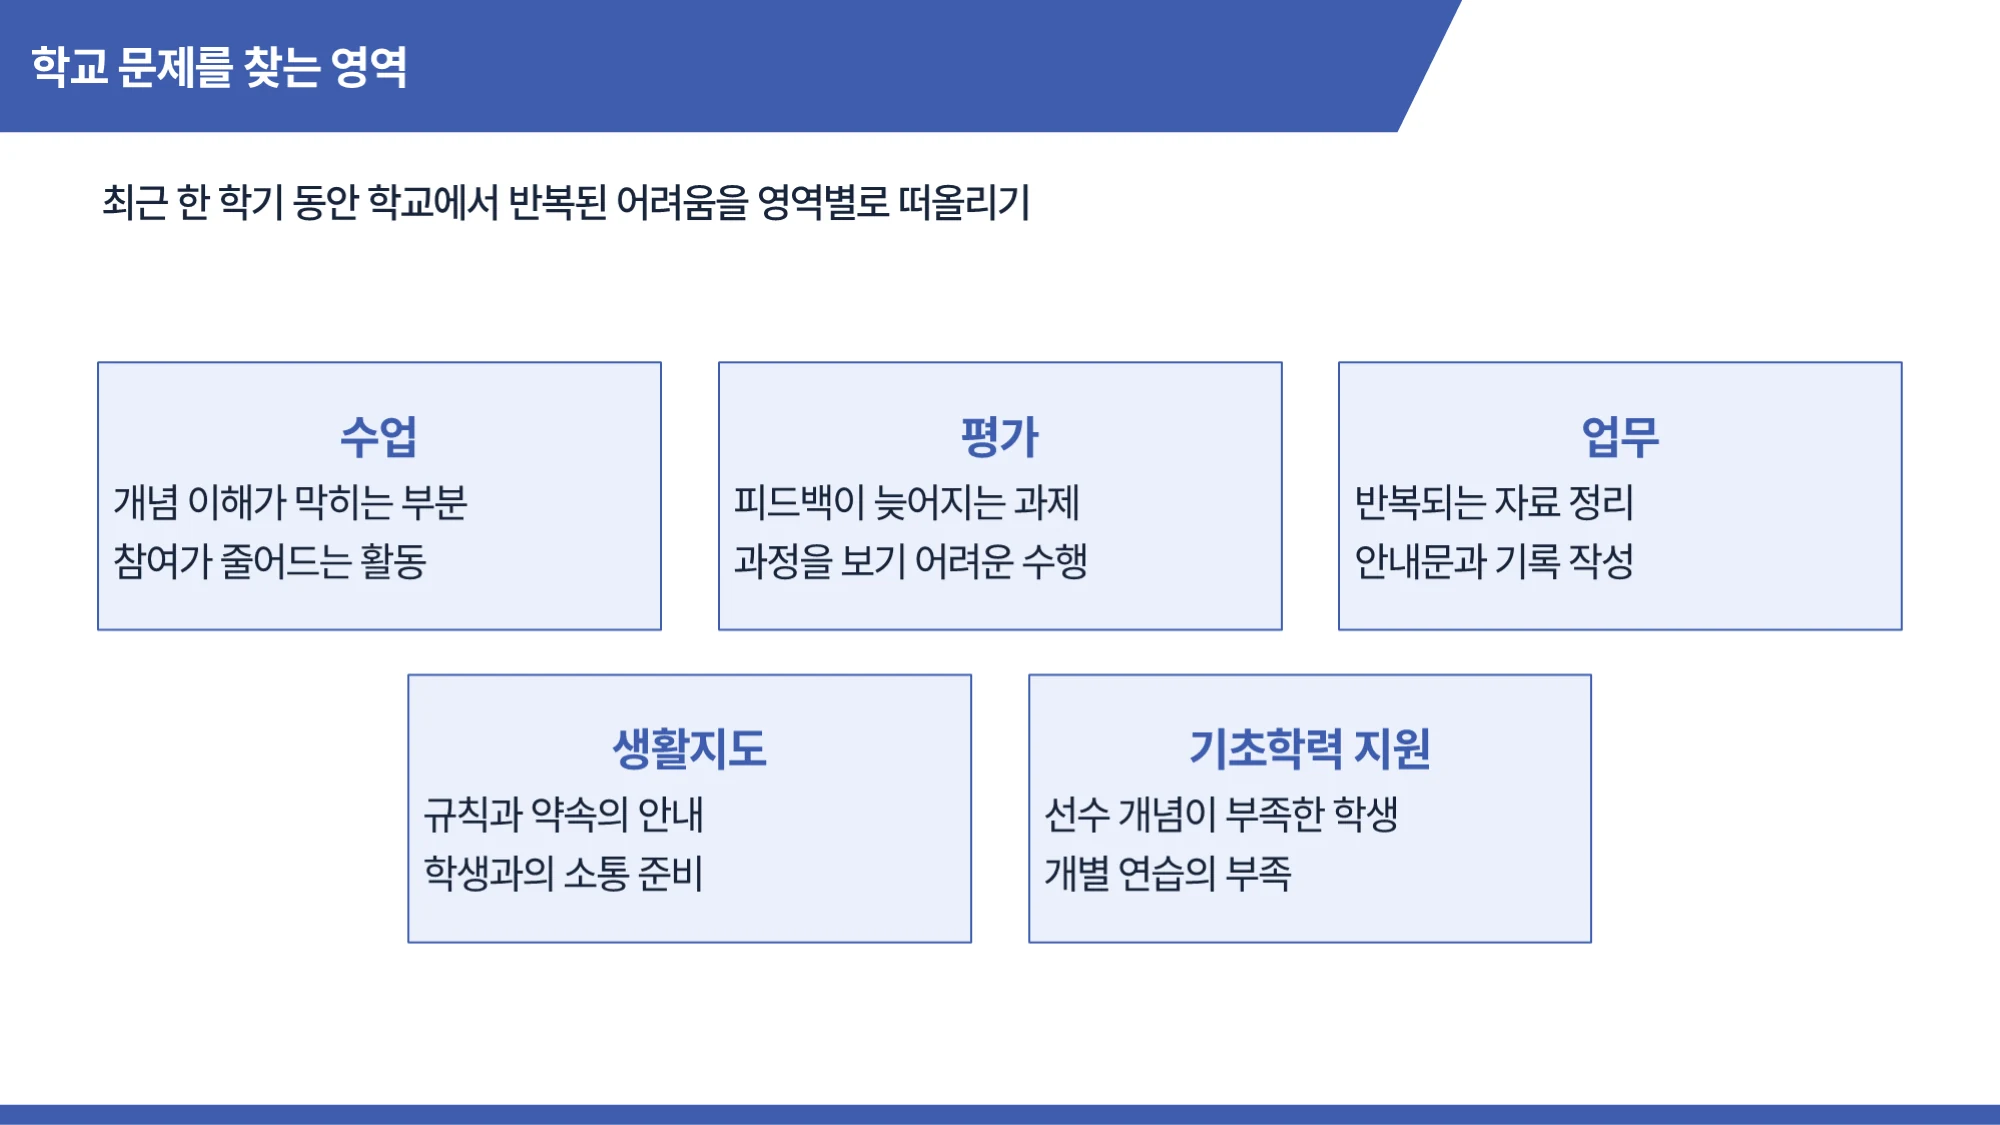 학교 문제를 찾는 영역
최근 한 학기 동안 학교에서 반복된 어려움을 영역별로 떠올리기
수업
개념 이해가 막히는 부분
참여가 줄어드는 활동
평가
피드백이 늦어지는 과제
과정을 보기 어려운 수행
업무
반복되는 자료 정리
안내문과 기록 작성
생활지도
규칙과 약속의 안내
학생과의 소통 준비
기초학력 지원
선수 개념이 부족한 학생
개별 연습의 부족